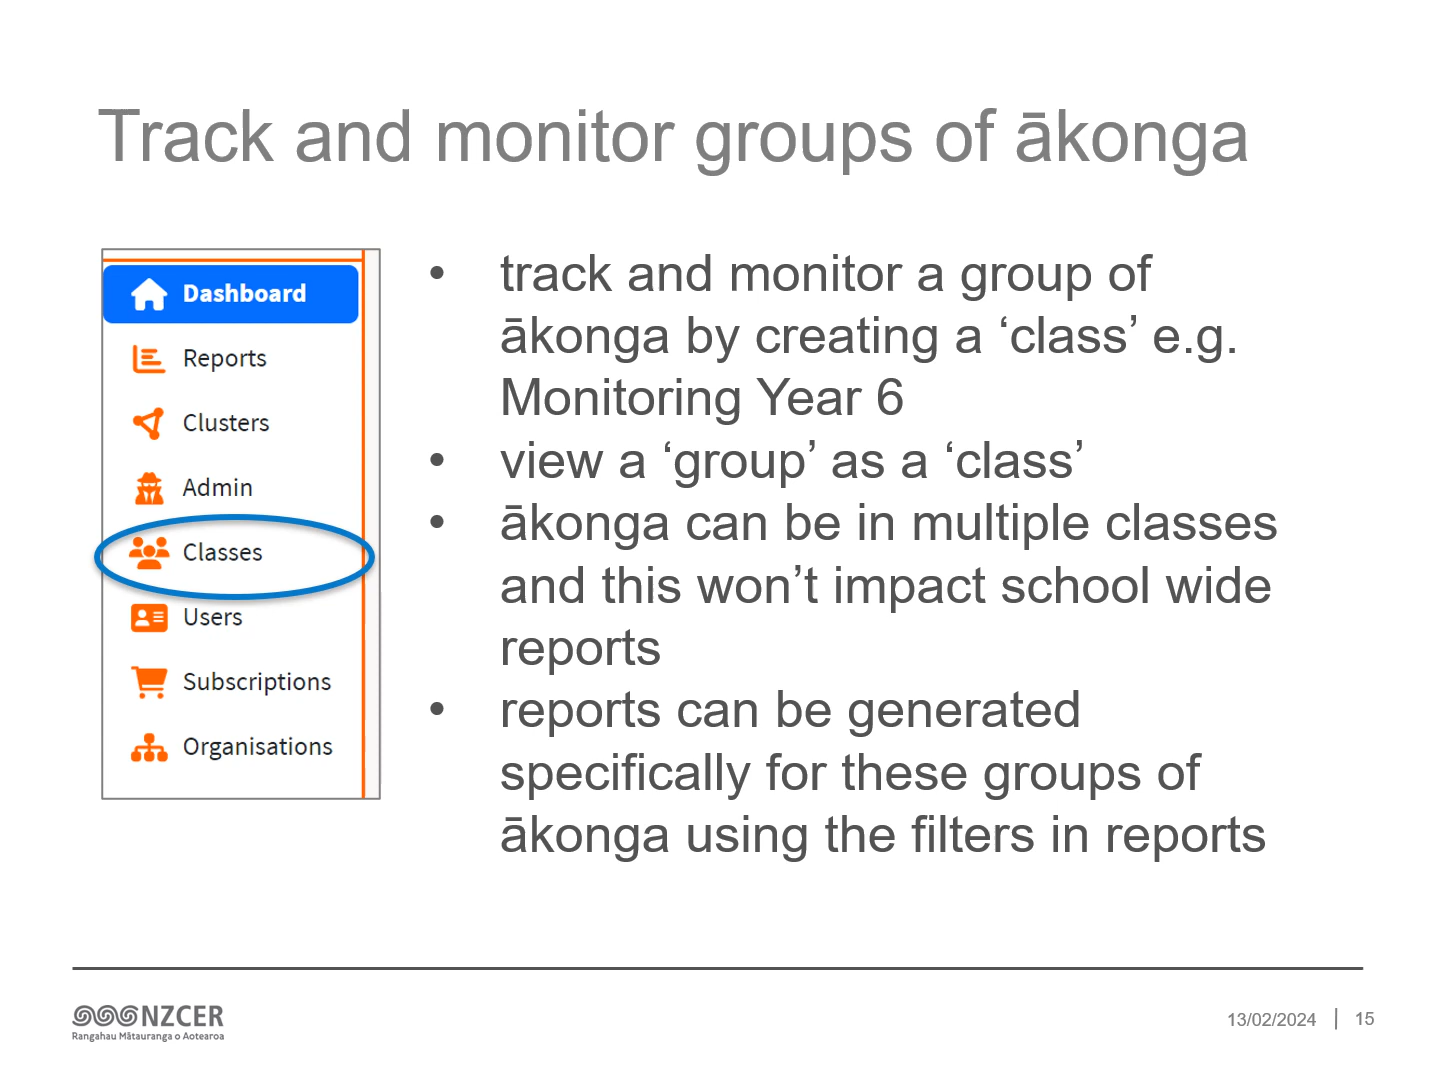 Track and monitor groups of ākonga
Dashboard
Reports
Clusters
Admin
Classes
Users
Subscriptions
Organisations
• track and monitor a group of
ākonga by creating a ‘class’ e.g.
Monitoring Year 6
• view a ‘group’ as a ‘class’
• ākonga can be in multiple classes
and this won’t impact school wide
reports
• reports can be generated
specifically for these groups of
ākonga using the filters in reports
NZCER
Rangahau Mātauranga o Aotearoa
13/02/2024 | 15